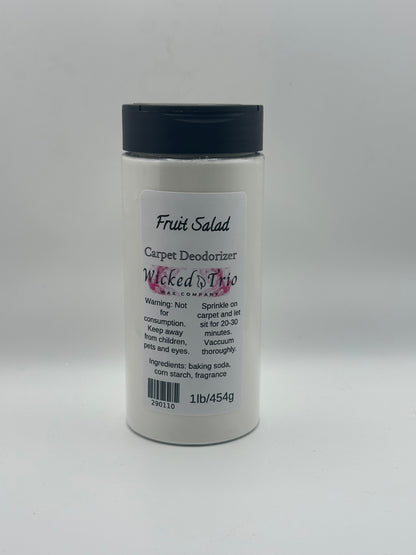 Fruit Salad
Carpet Deodorizer
Wicked Trio
WAX COMPANY
Warning: Not
for
consumption.
Keep away
from children,
pets and eyes.
Sprinkle on
carpet and let
sit for 20-30
minutes.
Vaccuum
thoroughly.
Ingredients: baking soda,
corn starch, fragrance
290110
1lb/454g